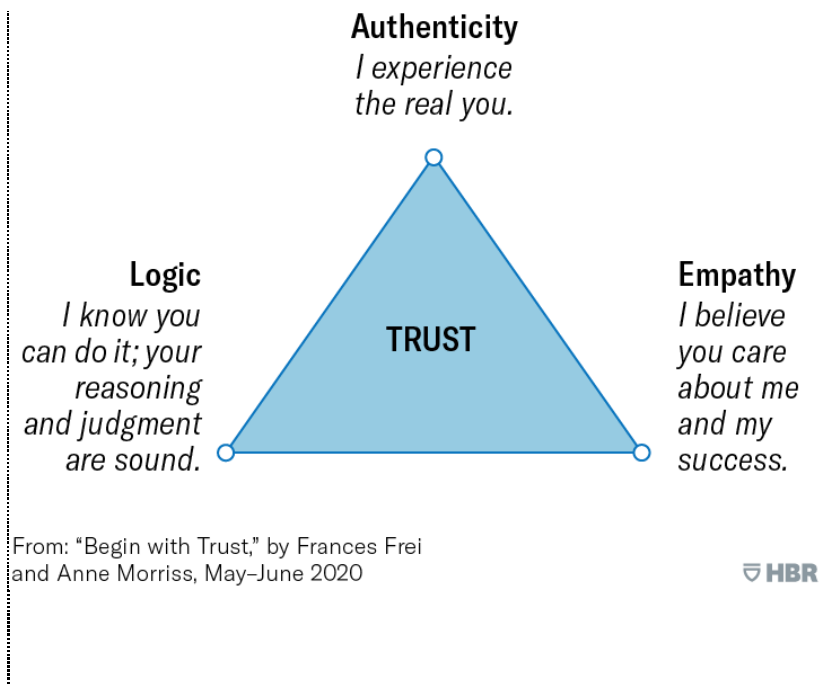 Authenticity
I experience
the real you.
Logic
I know you
can do it; your
reasoning
and judgment
are sound.
TRUST
Empathy
I believe
you care
about me
and my
success.
From: “Begin with Trust,” by Frances Frei
and Anne Morriss, May–June 2020
HBR